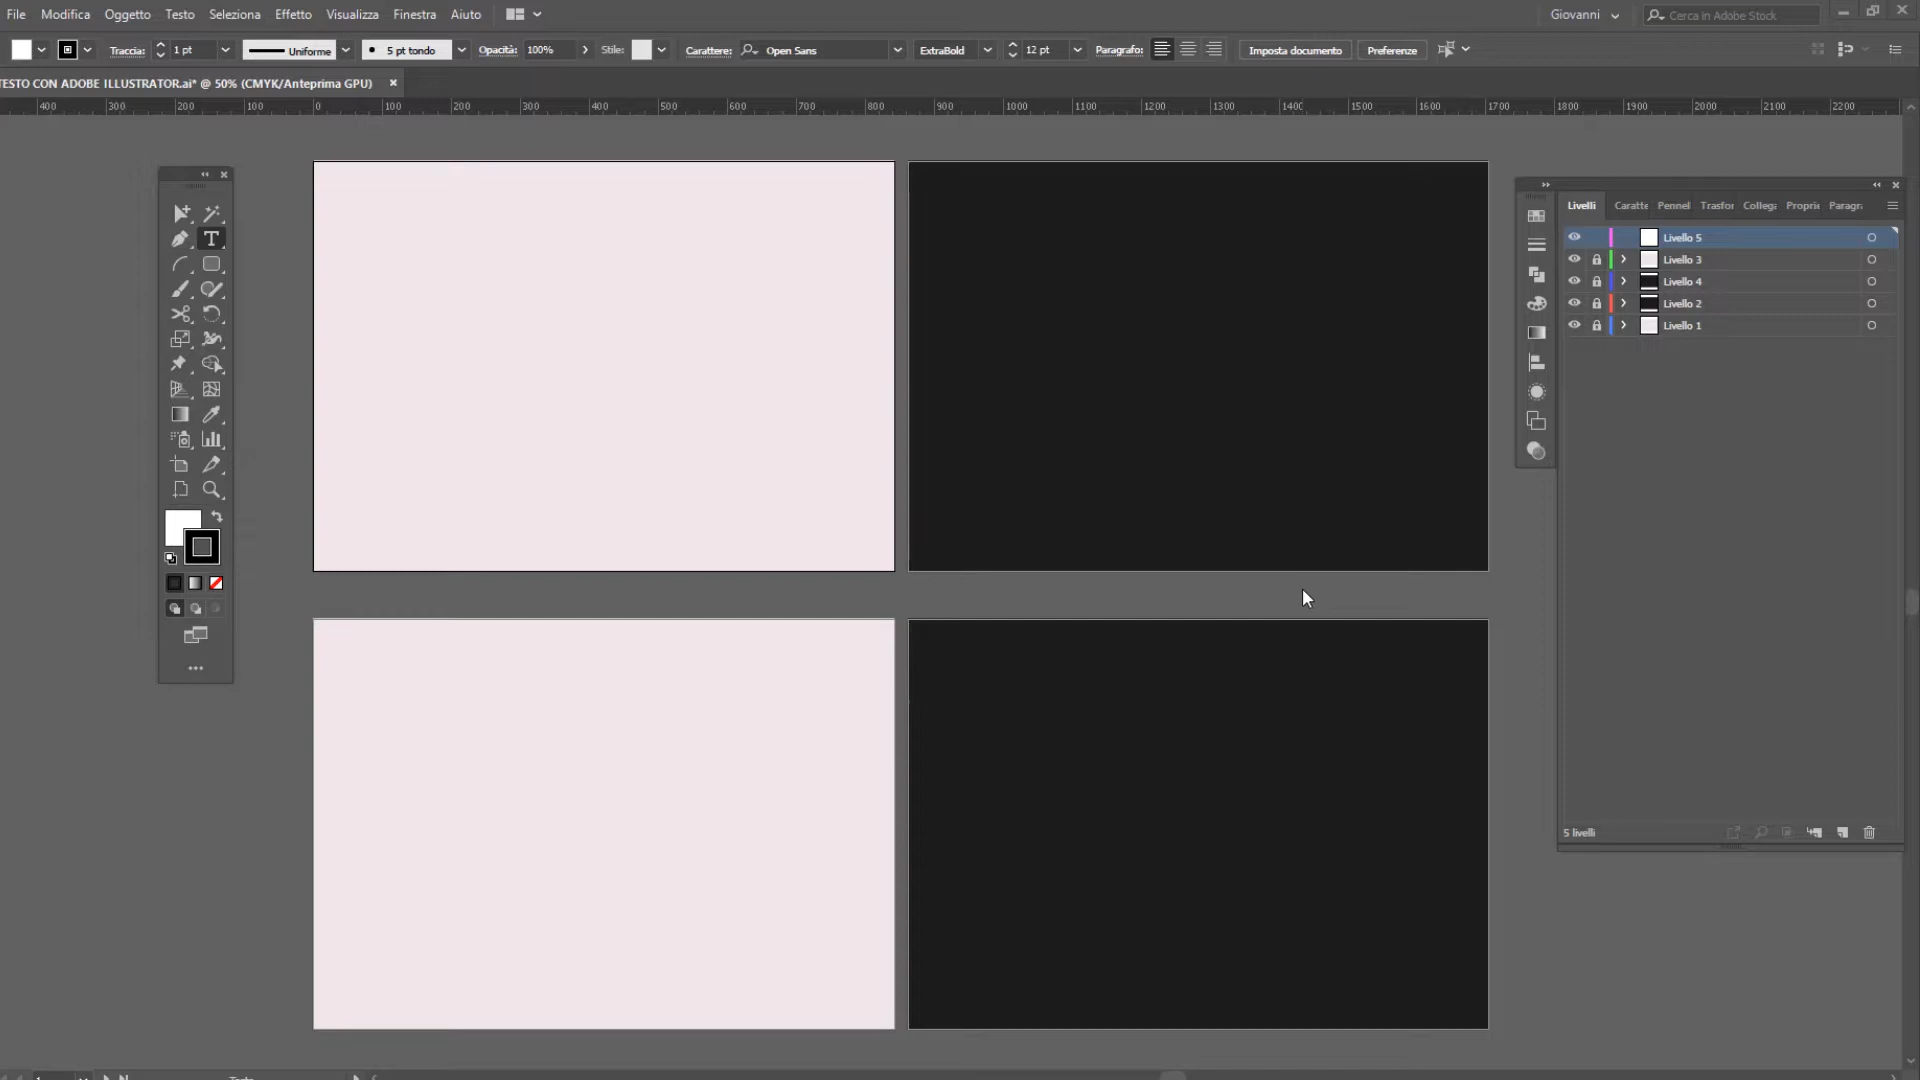 File Modifica Oggetto Testo Seleziona Effetto Visualizza Finestra Aiuto Giovanni Cerca in Adobe Stock
Traccia: 1 pt Uniforme 5 pt tondo Opacità: 100% Stile: Carattere: Open Sans ExtraBold 12 pt Paragrafo: Imposta documento Preferenze
TESTO CON ADOBE ILLUSTRATOR.ai* @ 50% (CMYK/Anteprima GPU)
400 300 200 100 0 100 200 300 400 500 600 700 800 900 1000 1100 1200 1300 1400 1500 1600 1700 1800 1900 2000 2100 2200
Livelli Caratte Pennel Trasfor Collega Proprie Paragra
Livello 5
Livello 3
Livello 4
Livello 2
Livello 1
5 livelli